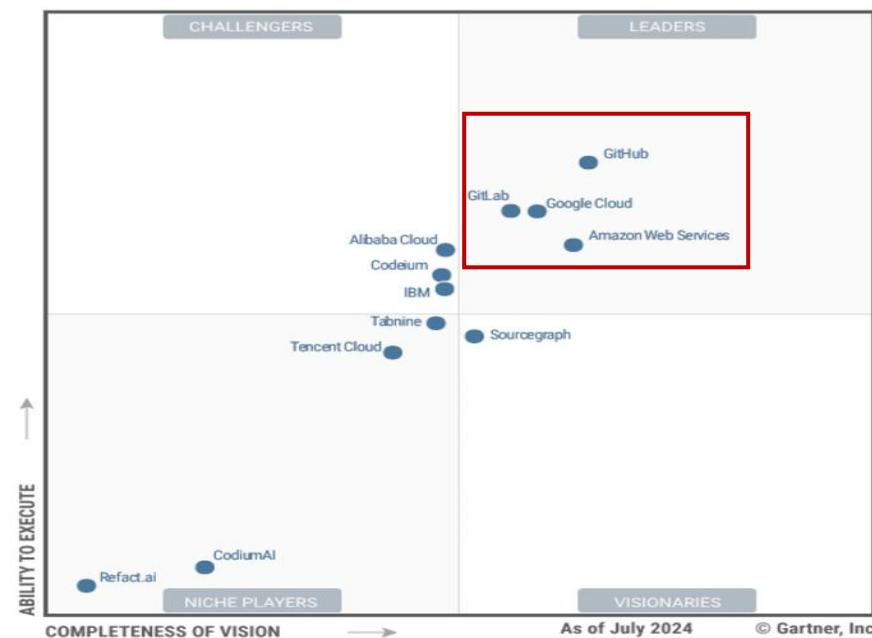 CHALLENGERS
LEADERS
GitHub
GitLab
Google Cloud
Amazon Web Services
Alibaba Cloud
Codeium
IBM
Tabnine
Sourcegraph
Tencent Cloud
CodiumAI
Refact.ai
NICHE PLAYERS
VISIONARIES
ABILITY TO EXECUTE
COMPLETENESS OF VISION
As of July 2024
© Gartner, Inc